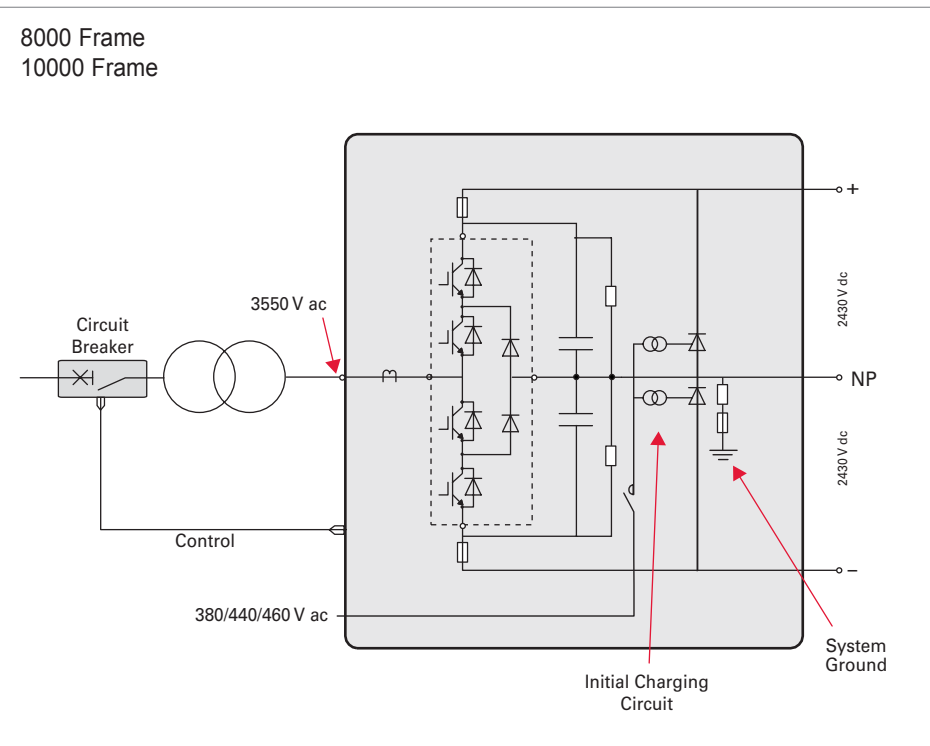 8000 Frame
10000 Frame
+
2430 V dc
3550 V ac
Circuit
Breaker
NP
2430 V dc
Control
–
380/440/460 V ac
System
Ground
Initial Charging
Circuit